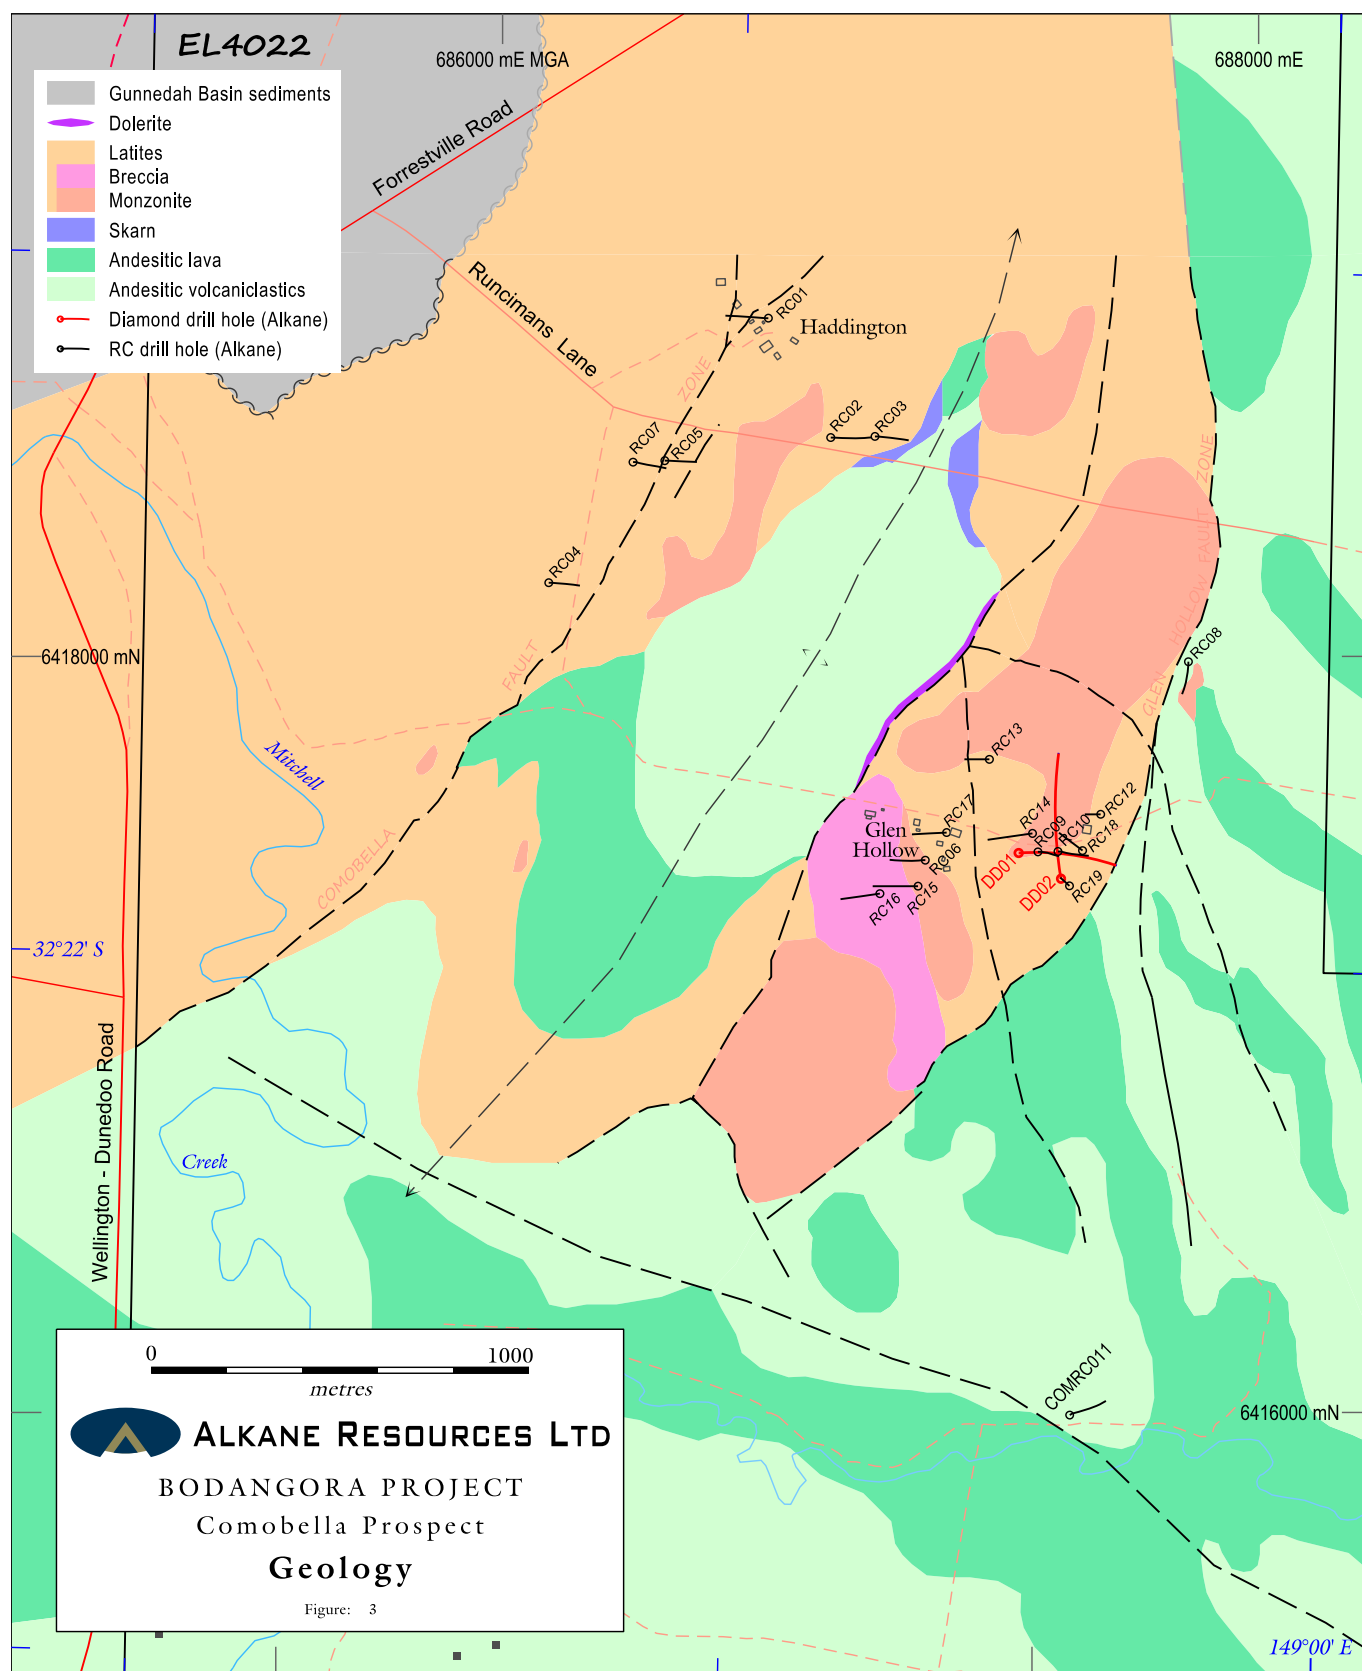 EL4022
686000 mE MGA
688000 mE
Gunnedah Basin sediments
Dolerite
Latites
Breccia
Monzonite
Skarn
Andesitic lava
Andesitic volcaniclastics
Diamond drill hole (Alkane)
RC drill hole (Alkane)
Forrestville Road
Runcimans Lane
RC01
Haddington
ZONE
RC02
RC03
RC07
RC05
RC04
FAULT
COMOBELLA
GLEN HOLLOW FAULT ZONE
RC08
6418000 mN
Mitchell
RC13
RC17
RC14
RC12
Glen
Hollow
RC09
RC10
RC18
RC06
DD01
DD02
RC19
RC15
RC16
32°22' S
Wellington - Dunedoo Road
Creek
COMRC011
6416000 mN
0 1000
metres
ALKANE RESOURCES LTD
BODANGORA PROJECT
Comobella Prospect
Geology
Figure: 3
149°00' E